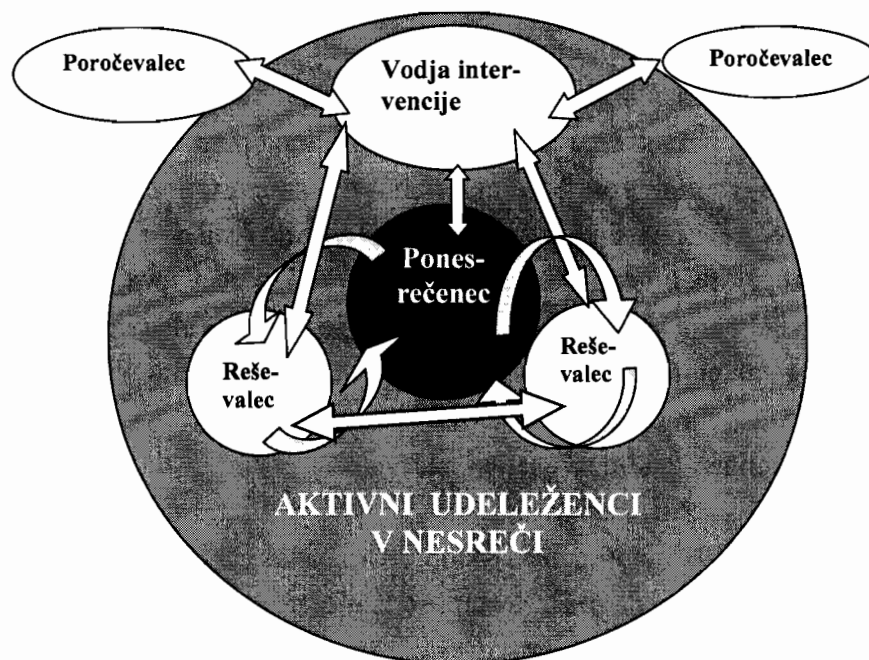 Poročevalec
Vodja inter-
vencije
Poročevalec
Pones-
rečenec
Reše-
valec
Reše-
valec
AKTIVNI UDELEŽENCI
V NESREČI